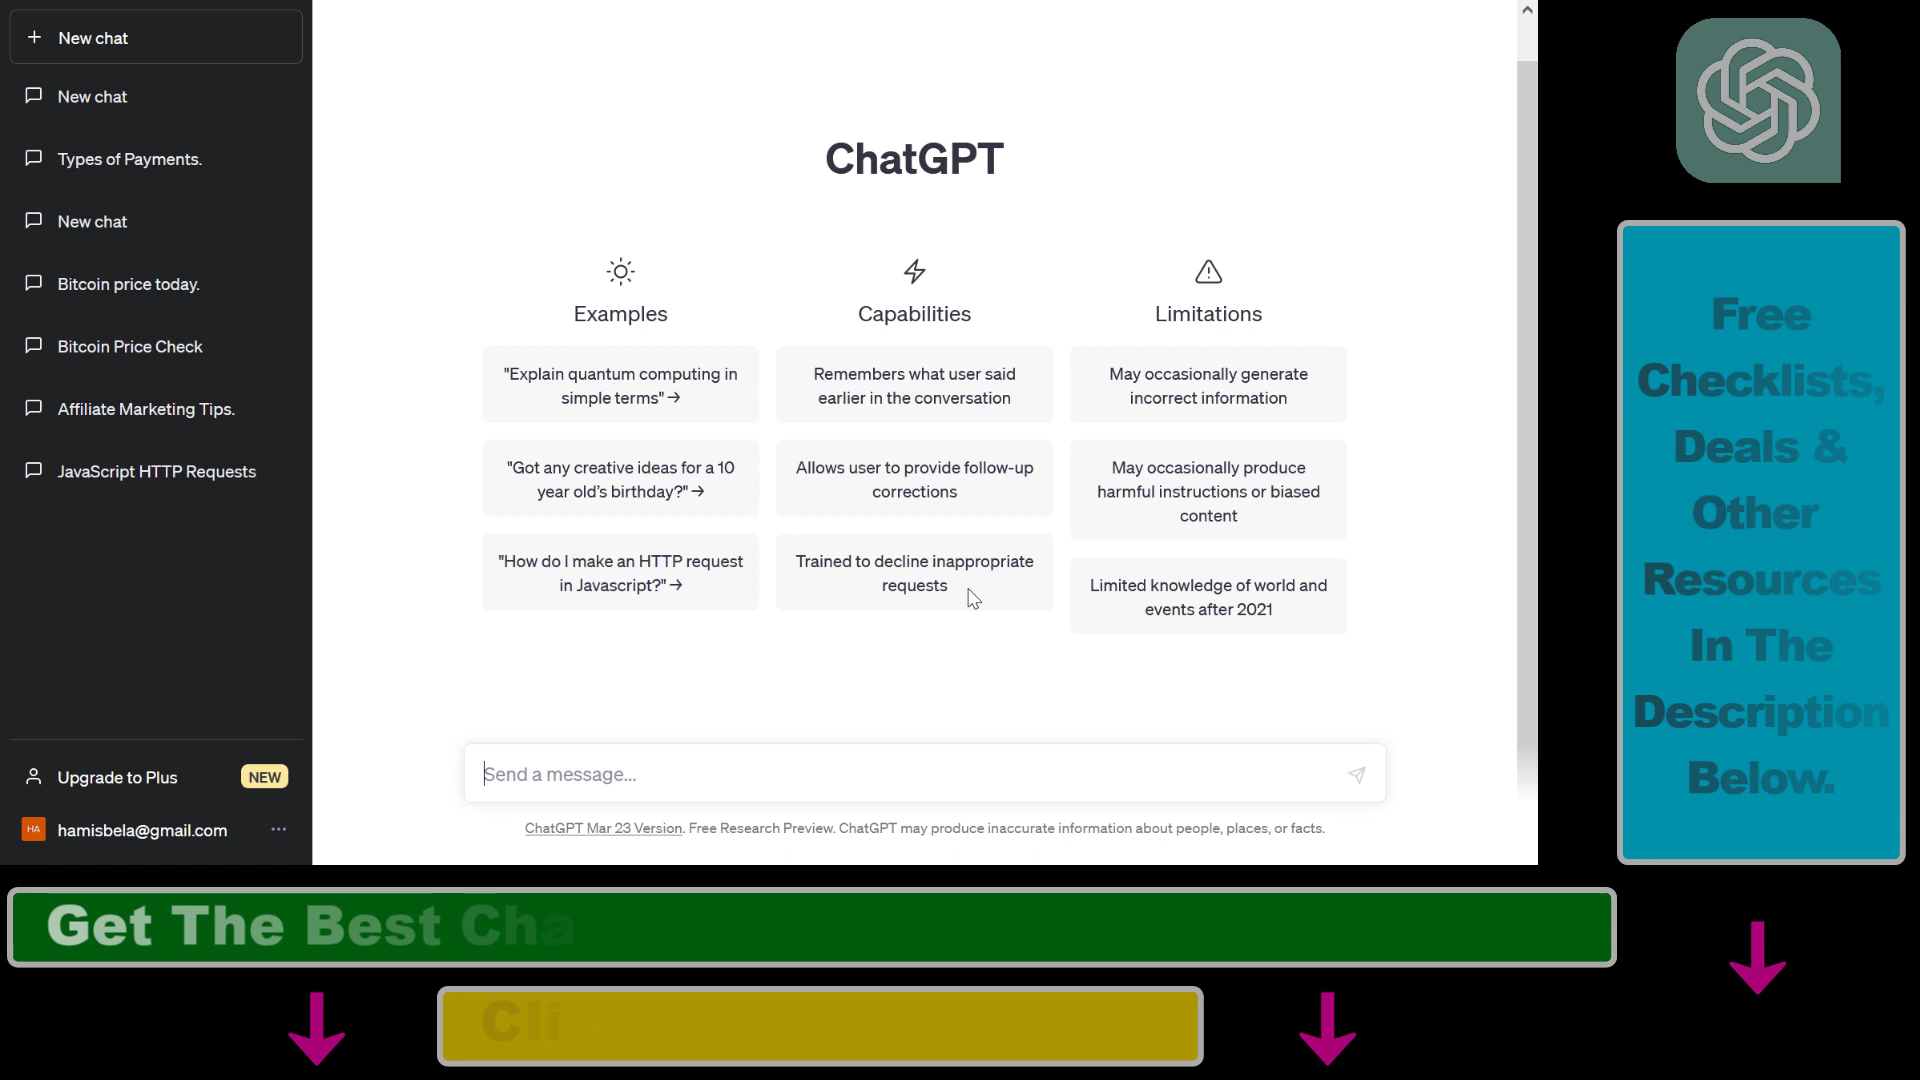 New chat
New chat
Types of Payments.
New chat
Bitcoin price today.
Bitcoin Price Check
Affiliate Marketing Tips.
JavaScript HTTP Requests
Upgrade to Plus
NEW
HA
hamisbela@gmail.com
ChatGPT
Examples
"Explain quantum computing in
simple terms" →
"Got any creative ideas for a 10
year old's birthday?" →
"How do I make an HTTP request
in Javascript?" →
Capabilities
Remembers what user said
earlier in the conversation
Allows user to provide follow-up
corrections
Trained to decline inappropriate
requests
Limitations
May occasionally generate
incorrect information
May occasionally produce
harmful instructions or biased
content
Limited knowledge of world and
events after 2021
Send a message...
ChatGPT Mar 23 Version. Free Research Preview. ChatGPT may produce inaccurate information about people, places, or facts.
Free
Checklists,
Deals &
Other
Resources
In The
Description
Below.
Get The Best Cha